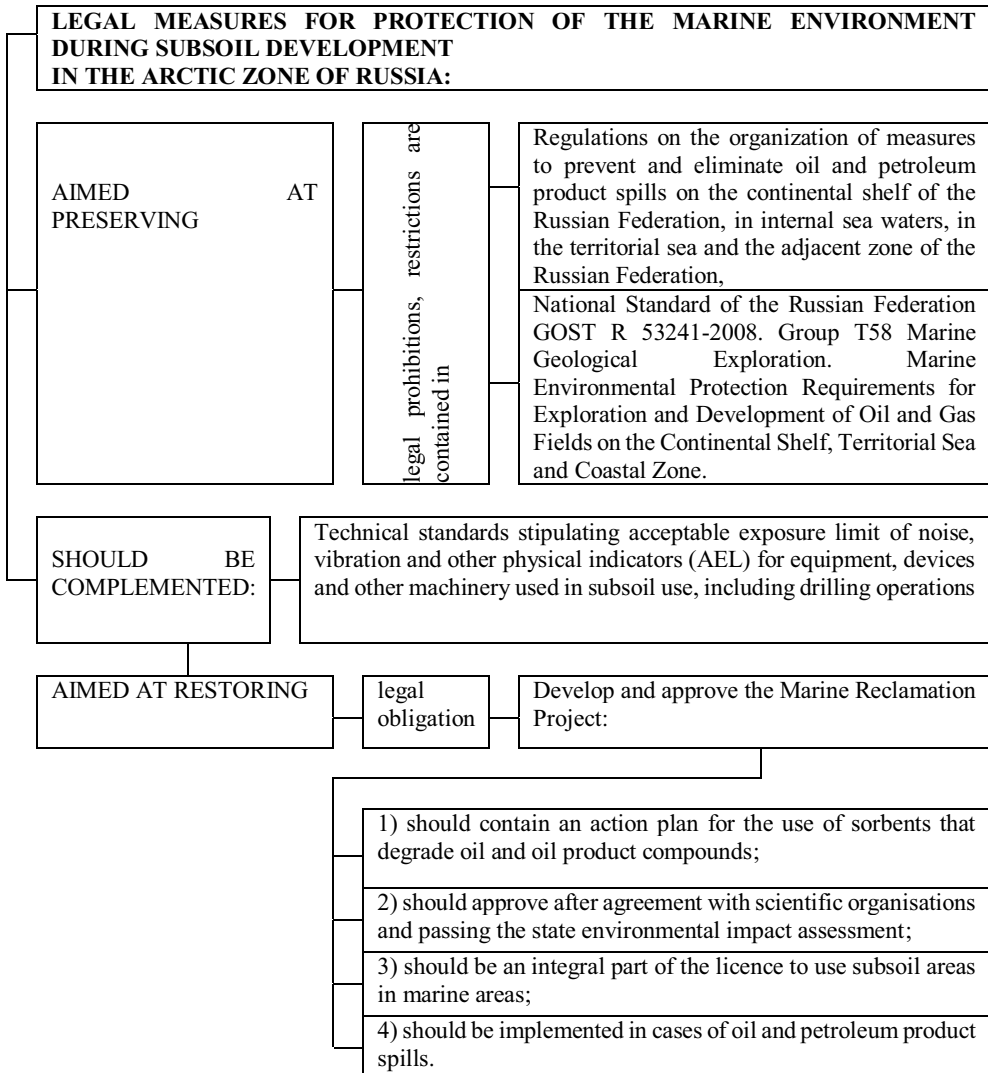 LEGAL MEASURES FOR PROTECTION OF THE MARINE ENVIRONMENT
DURING SUBSOIL DEVELOPMENT
IN THE ARCTIC ZONE OF RUSSIA:
AIMED AT
PRESERVING
legal prohibitions, restrictions are
contained in
Regulations on the organization of measures
to prevent and eliminate oil and petroleum
product spills on the continental shelf of the
Russian Federation, in internal sea waters, in
the territorial sea and the adjacent zone of the
Russian Federation,
National Standard of the Russian Federation
GOST R 53241-2008. Group T58 Marine
Geological Exploration. Marine
Environmental Protection Requirements for
Exploration and Development of Oil and Gas
Fields on the Continental Shelf, Territorial Sea
and Coastal Zone.
SHOULD BE
COMPLEMENTED:
Technical standards stipulating acceptable exposure limit of noise,
vibration and other physical indicators (AEL) for equipment, devices
and other machinery used in subsoil use, including drilling operations
AIMED AT RESTORING
legal
obligation
Develop and approve the Marine Reclamation
Project:
1) should contain an action plan for the use of sorbents that
degrade oil and oil product compounds;
2) should approve after agreement with scientific organisations
and passing the state environmental impact assessment;
3) should be an integral part of the licence to use subsoil areas
in marine areas;
4) should be implemented in cases of oil and petroleum product
spills.